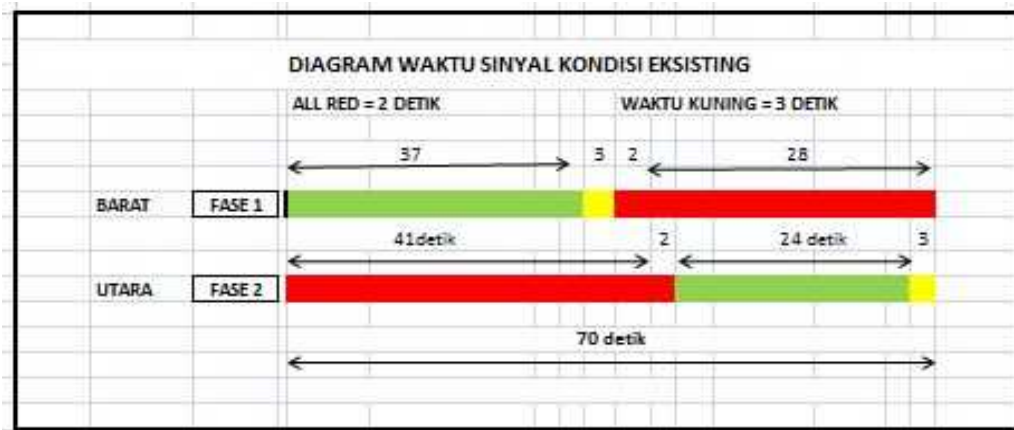 DIAGRAM WAKTU SINYAL KONDISI EKSISTING
ALL RED = 2 DETIK WAKTU KUNING = 3 DETIK
37 3 2 28
BARAT FASE 1
41detik 2 24 detik 3
UTARA FASE 2
70 detik